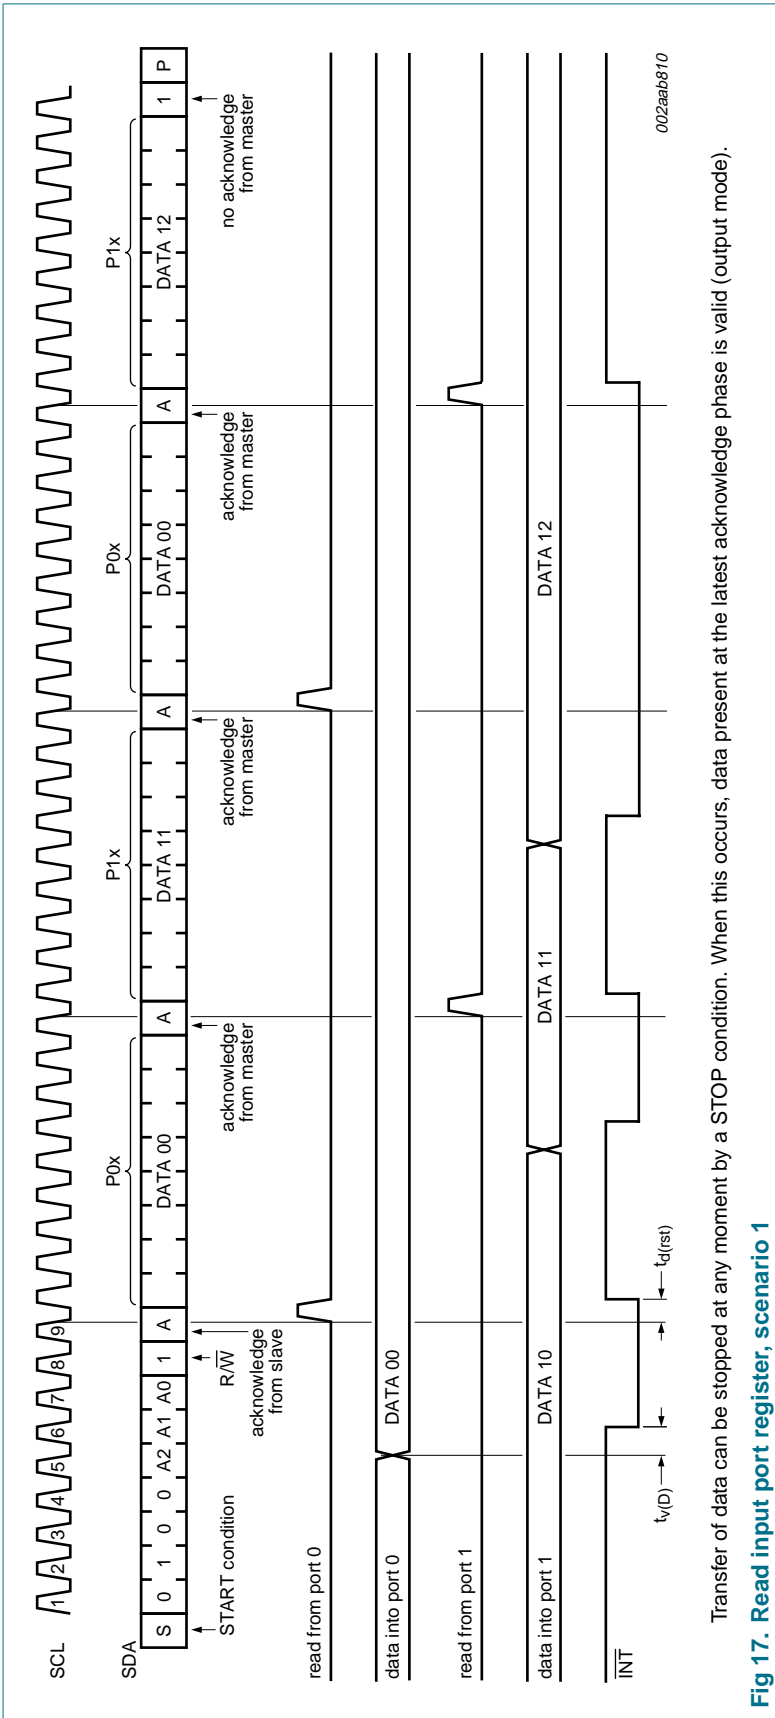 SCL
1 2 3 4 5 6 7 8 9
P0x P1x P0x P1x
SDA
S 0 1 0 0 A2 A1 A0 1 A DATA 00 A DATA 11 A DATA 00 A DATA 12 1 P
START condition
R/W
acknowledge
from slave
acknowledge
from master
acknowledge
from master
acknowledge
from master
no acknowledge
from master
read from port 0
data into port 0
DATA 00
read from port 1
data into port 1
DATA 10 DATA 11 DATA 12
INT
tv(D) td(rst)
002aab810
Transfer of data can be stopped at any moment by a STOP condition. When this occurs, data present at the latest acknowledge phase is valid (output mode).
Fig 17. Read input port register, scenario 1